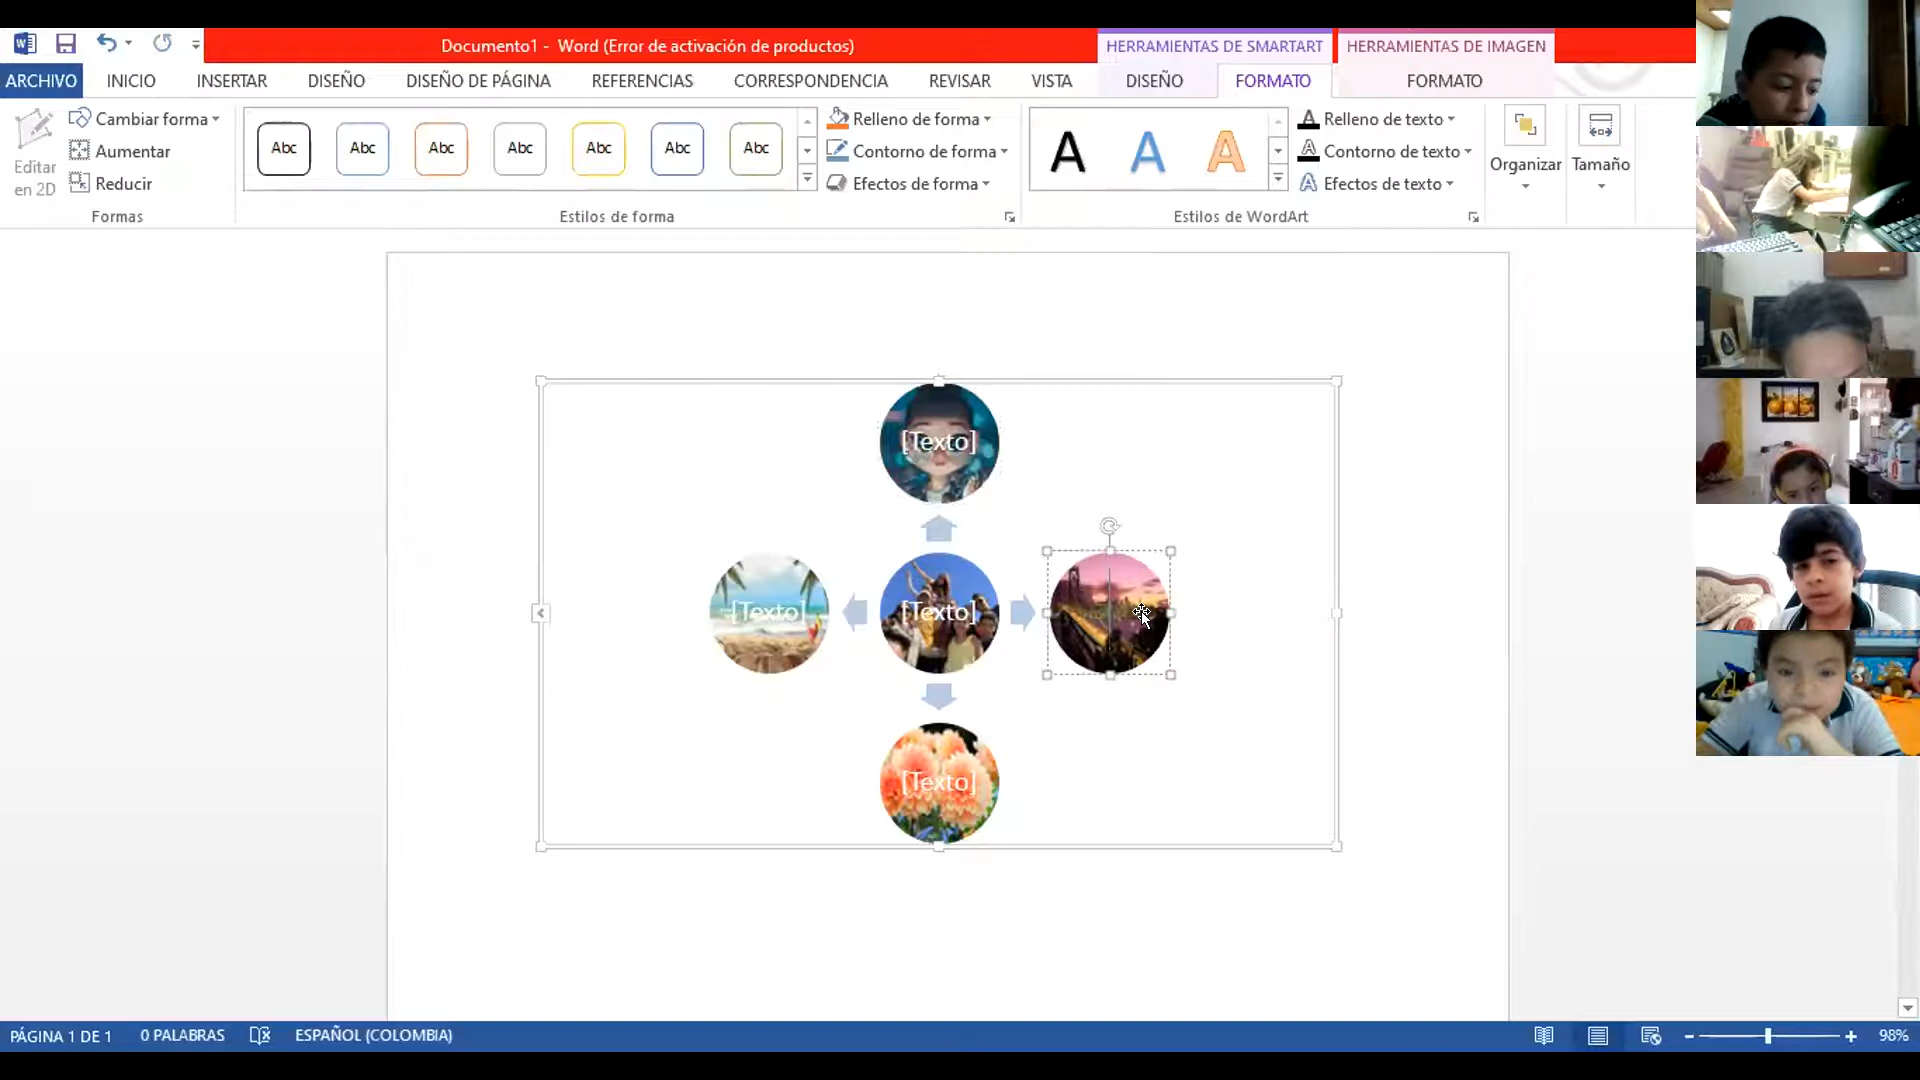 Documento1 - Word (Error de activación de productos)
HERRAMIENTAS DE SMARTART
HERRAMIENTAS DE IMAGEN
ARCHIVO
INICIO
INSERTAR
DISEÑO
DISEÑO DE PÁGINA
REFERENCIAS
CORRESPONDENCIA
REVISAR
VISTA
DISEÑO
FORMATO
FORMATO
Editar
en 2D
Cambiar forma
Aumentar
Reducir
Formas
Abc
Abc
Abc
Abc
Abc
Abc
Abc
Relleno de forma
Contorno de forma
Efectos de forma
Estilos de forma
A
A
A
Relleno de texto
Contorno de texto
Efectos de texto
Estilos de WordArt
Organizar
Tamaño
[Texto]
[Texto]
[Texto]
[Texto]
PÁGINA 1 DE 1
0 PALABRAS
ESPAÑOL (COLOMBIA)
98%